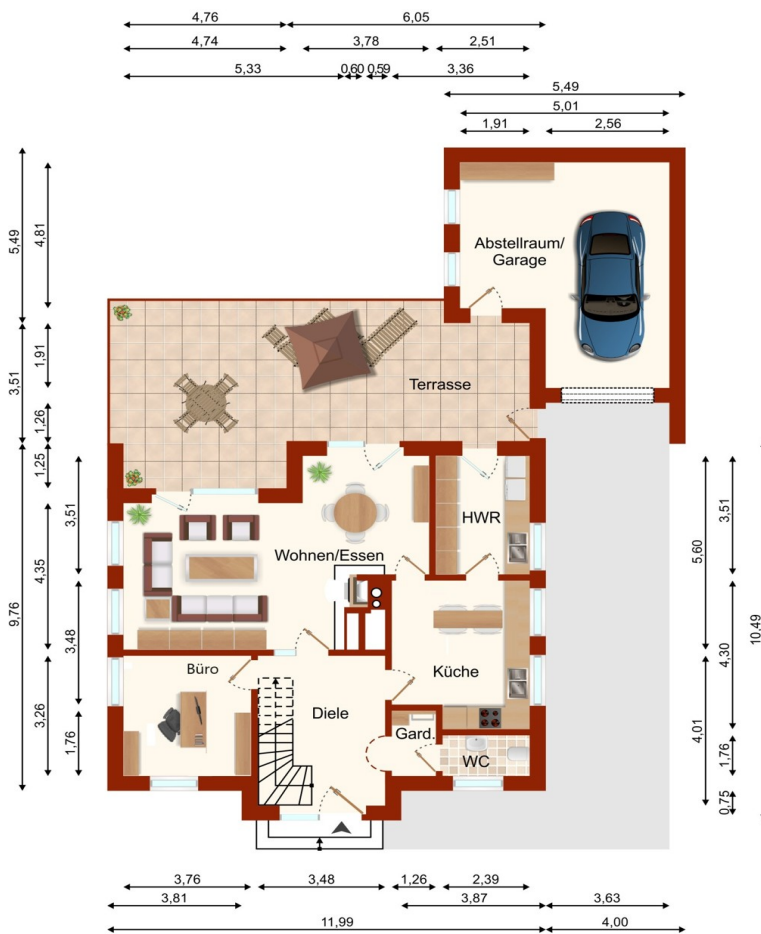 4,76 6,05
4,74 3,78 2,51
5,33 0,60 0,59 3,36
5,49
5,01
1,91 2,56
5,49
4,81
Abstellraum/
Garage
3,51
1,91
1,26
Terrasse
9,76
1,25
3,51
4,35
3,48
3,26
1,76
HWR
Wohnen/Essen
Küche
Büro
Diele
Gard.
WC
5,60
3,51
10.49
4,30
4,01
1,76
0,75
3,76 3,48 1,26 2,39
3,81 3,87 3,63
11,99 4,00